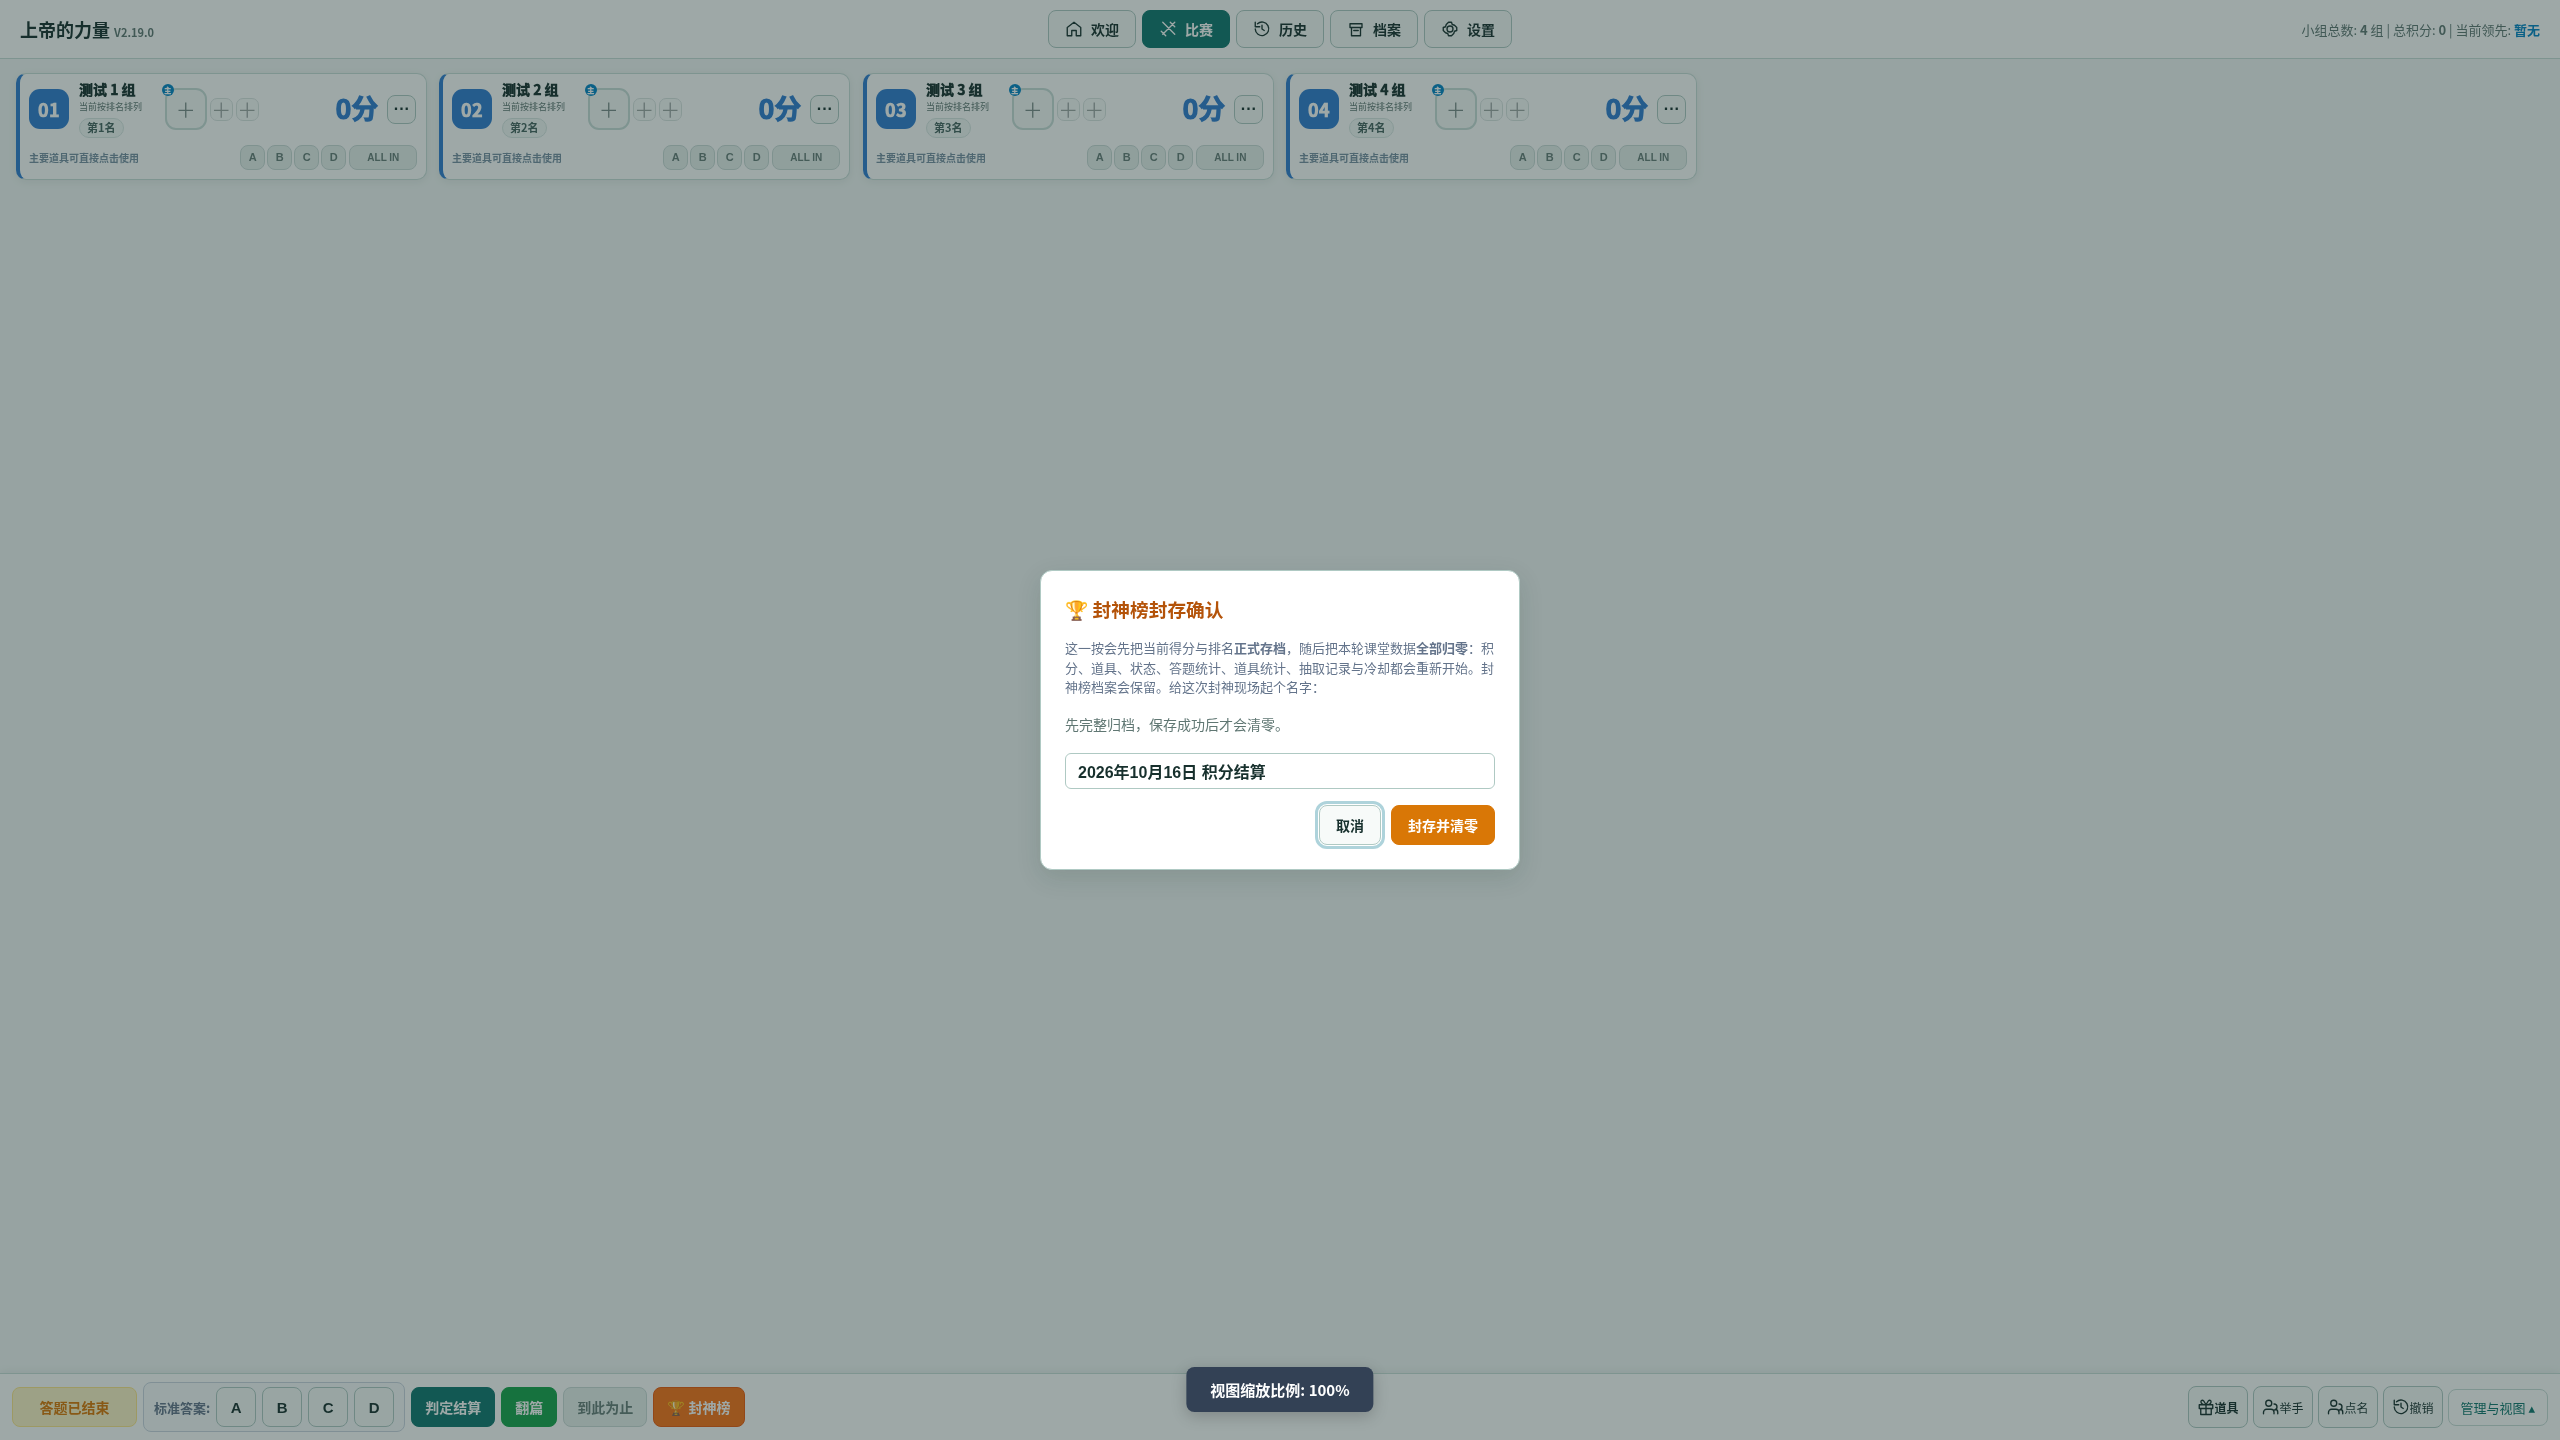 上帝的力量 V2.19.0
欢迎
比赛
历史
档案
设置
小组总数: 4 组 | 总积分: 0 | 当前领先: 暂无
01
测试 1 组
当前按排名排列
第1名
主
0分
主要道具可直接点击使用
A B C D ALL IN
02
测试 2 组
当前按排名排列
第2名
主
0分
主要道具可直接点击使用
A B C D ALL IN
03
测试 3 组
当前按排名排列
第3名
主
0分
主要道具可直接点击使用
A B C D ALL IN
04
测试 4 组
当前按排名排列
第4名
主
0分
主要道具可直接点击使用
A B C D ALL IN
🏆 封神榜封存确认
这一按会先把当前得分与排名正式存档，随后把本轮课堂数据全部归零：积
分、道具、状态、答题统计、道具统计、抽取记录与冷却都会重新开始。封
神榜档案会保留。给这次封神现场起个名字：
先完整归档，保存成功后才会清零。
2026年10月16日 积分结算
取消
封存并清零
视图缩放比例: 100%
答题已结束
标准答案: A B C D
判定结算
翻篇
到此为止
🏆 封神榜
道具
举手
点名
撤销
管理与视图 ▴